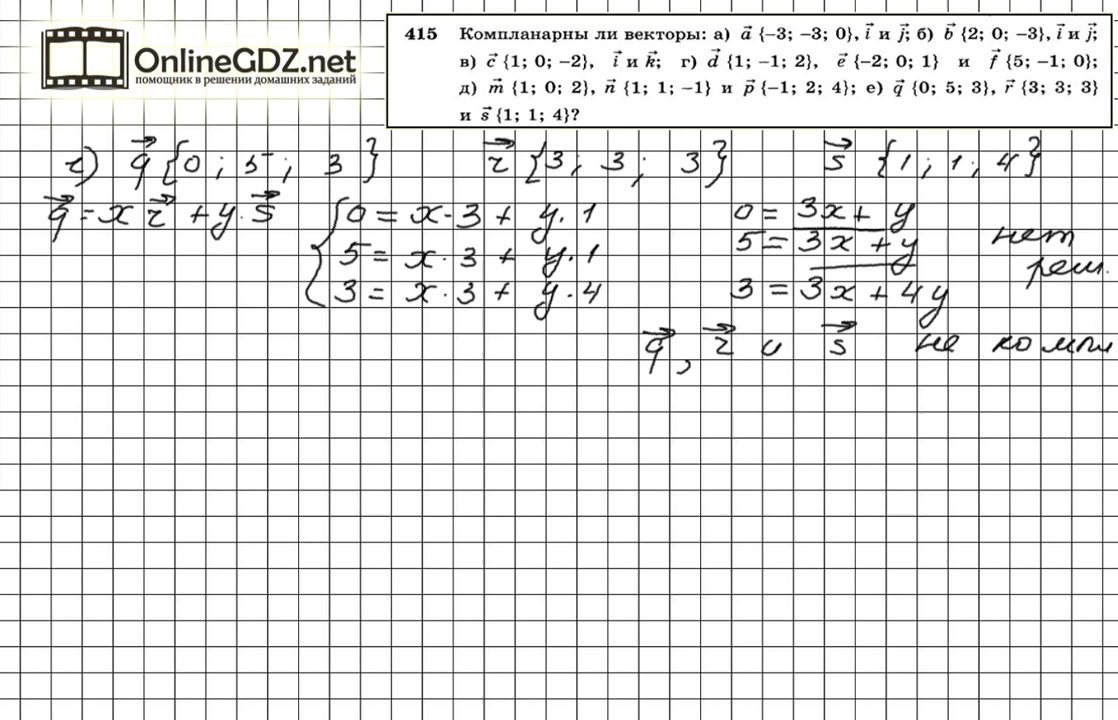 OnlineGDZ.net
помощник в решении домашних заданий
415 Компланарны ли векторы: а) a⃗ {−3; −3; 0}, i⃗ и j⃗; б) b⃗ {2; 0; −3}, i⃗ и j⃗;
в) c⃗ {1; 0; −2}, i⃗ и k⃗; г) d⃗ {1; −1; 2}, e⃗ {−2; 0; 1} и f⃗ {5; −1; 0};
д) m⃗ {1; 0; 2}, n⃗ {1; 1; −1} и p⃗ {−1; 2; 4}; е) q⃗ {0; 5; 3}, r⃗ {3; 3; 3}
и s⃗ {1; 1; 4}?
е) q⃗ {0; 5; 3} r⃗ {3; 3; 3} s⃗ {1; 1; 4}
q⃗ = x r⃗ + y · s⃗ { 0 = x · 3 + y · 1 0 = 3x + y нет
5 = x · 3 + y · 1 5 = 3x + y реш.
3 = x · 3 + y · 4 3 = 3x + 4y
q⃗, r⃗ и s⃗ не компл